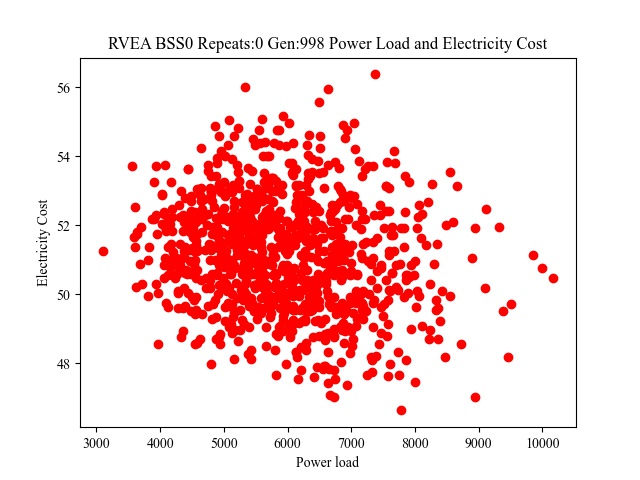 RVEA BSS0 Repeats:0 Gen:998 Power Load and Electricity Cost
56
54
52
50
48
Electricity Cost
3000 4000 5000 6000 7000 8000 9000 10000
Power load